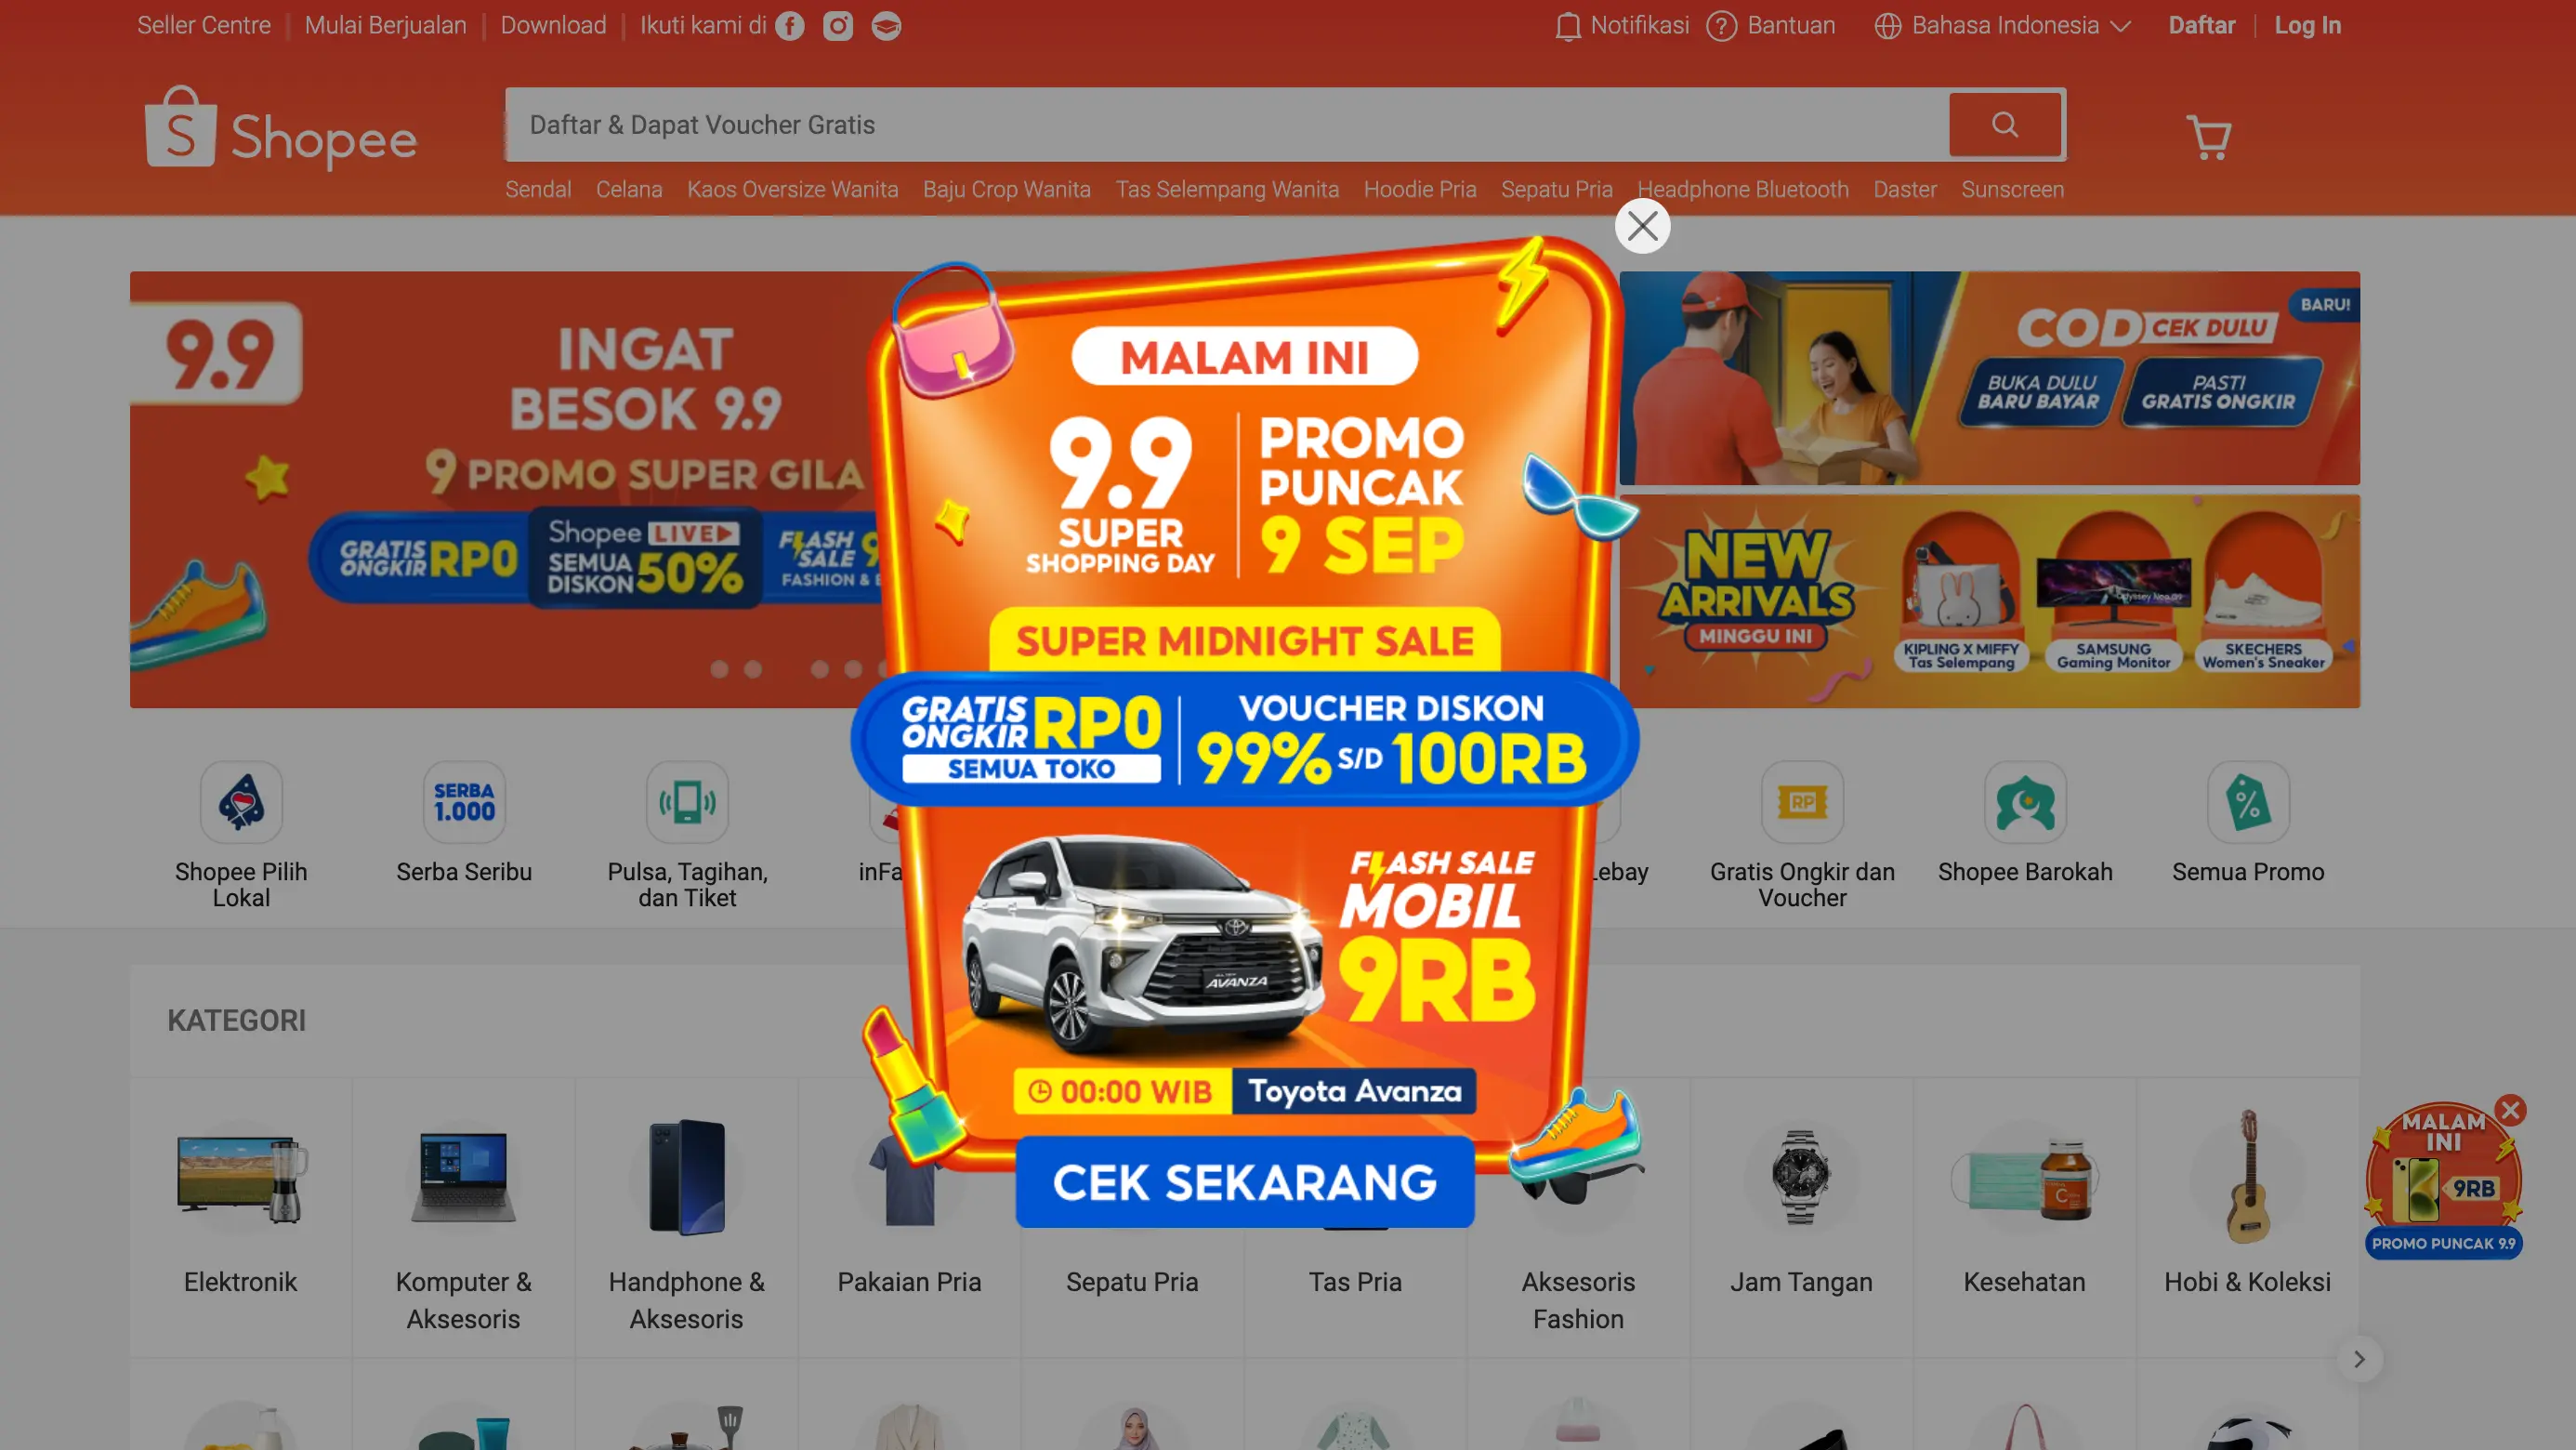 Seller Centre
Mulai Berjualan
Download
Ikuti kami di
Notifikasi
Bantuan
Bahasa Indonesia
Daftar
Log In
Shopee
Daftar & Dapat Voucher Gratis
Sendal
Celana
Kaos Oversize Wanita
Baju Crop Wanita
Tas Selempang Wanita
Hoodie Pria
Sepatu Pria
Headphone Bluetooth
Daster
Sunscreen
9.9
INGAT
BESOK 9.9
9 PROMO SUPER GILA
GRATIS
ONGKIR RP0
Shopee LIVE
SEMUA
DISKON 50%
FLASH
SALE 9
FASHION &
MALAM INI
9.9
SUPER
SHOPPING DAY
PROMO
PUNCAK
9 SEP
SUPER MIDNIGHT SALE
GRATIS
ONGKIR RP0
SEMUA TOKO
VOUCHER DISKON
99% S/D 100RB
FLASH SALE
MOBIL
9RB
AVANZA
00:00 WIB
Toyota Avanza
CEK SEKARANG
BARU!
COD CEK DULU
BUKA DULU
BARU BAYAR
PASTI
GRATIS ONGKIR
NEW
ARRIVALS
MINGGU INI
Odyssey Neo G9
KIPLING X MIFFY
Tas Selempang
SAMSUNG
Gaming Monitor
SKECHERS
Women's Sneaker
Shopee Pilih
Lokal
SERBA
1.000
Serba Seribu
Pulsa, Tagihan,
dan Tiket
inFa
Lebay
RP
Gratis Ongkir dan
Voucher
Shopee Barokah
Semua Promo
KATEGORI
Elektronik
Komputer &
Aksesoris
Handphone &
Aksesoris
Pakaian Pria
Sepatu Pria
Tas Pria
Aksesoris
Fashion
Jam Tangan
Kesehatan
Hobi & Koleksi
MALAM
INI
9RB
PROMO PUNCAK 9.9